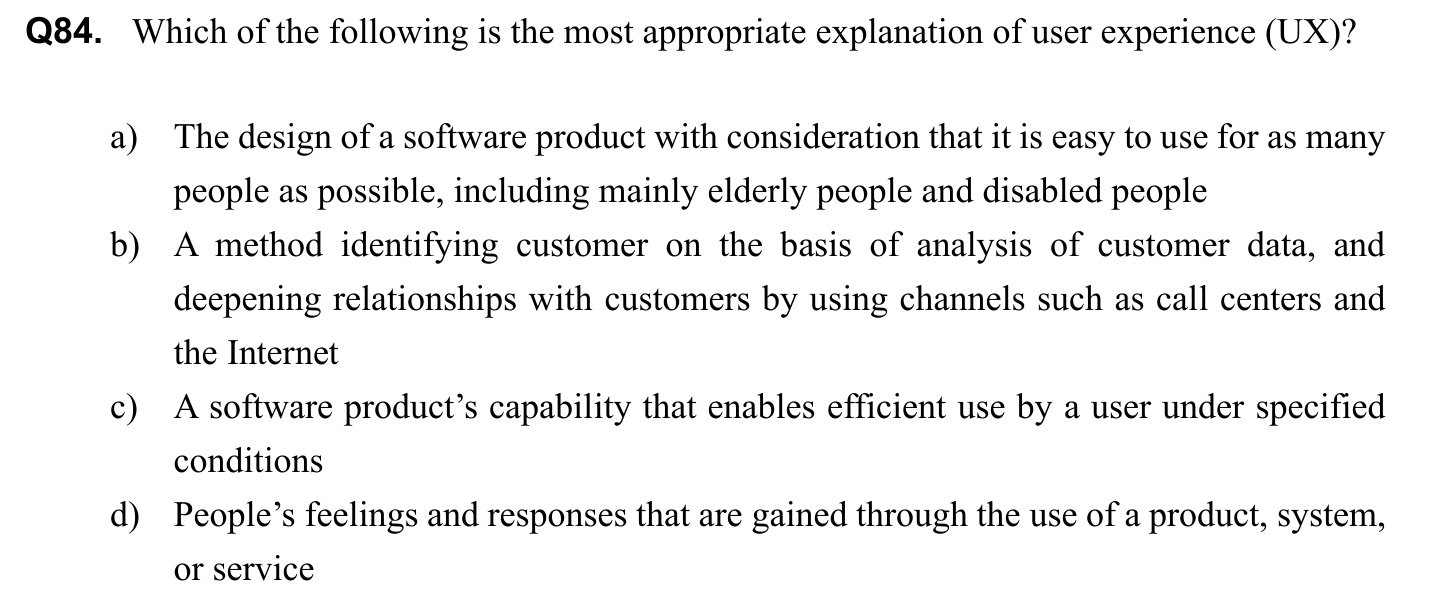 Q84. Which of the following is the most appropriate explanation of user experience (UX)?
a) The design of a software product with consideration that it is easy to use for as many
people as possible, including mainly elderly people and disabled people
b) A method identifying customer on the basis of analysis of customer data, and
deepening relationships with customers by using channels such as call centers and
the Internet
c) A software product’s capability that enables efficient use by a user under specified
conditions
d) People’s feelings and responses that are gained through the use of a product, system,
or service